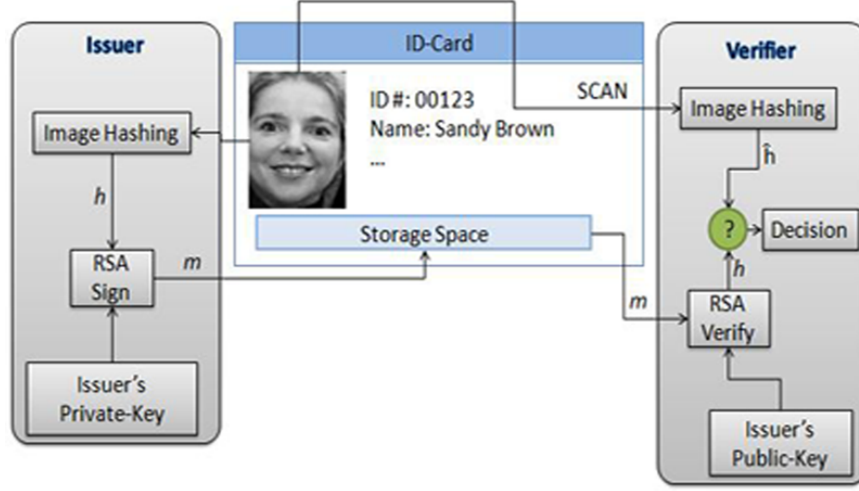 Issuer
Image Hashing
h
RSA
Sign
m
Issuer's
Private-Key
ID-Card
ID #: 00123
Name: Sandy Brown
...
SCAN
Storage Space
m
Verifier
Image Hashing
ĥ
?
Decision
h
RSA
Verify
Issuer's
Public-Key